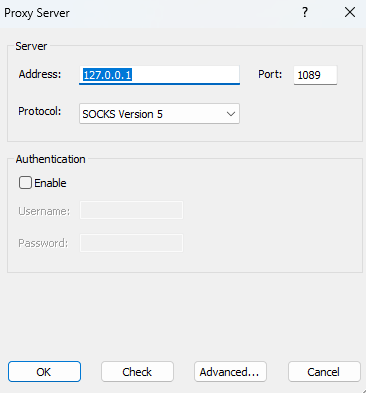 Proxy Server ?
Server
Address: 127.0.0.1 Port: 1089
Protocol: SOCKS Version 5
Authentication
Enable
Username:
Password:
OK Check Advanced... Cancel